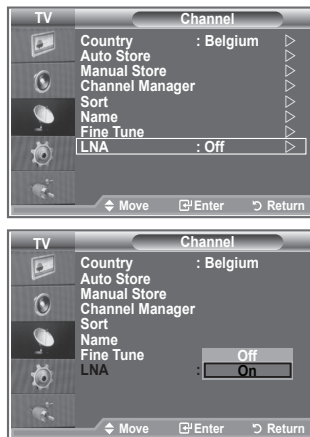 TV Channel
Country : Belgium
Auto Store
Manual Store
Channel Manager
Sort
Name
Fine Tune
LNA : Off
Move Enter Return
TV Channel
Country : Belgium
Auto Store
Manual Store
Channel Manager
Sort
Name
Fine Tune Off
LNA : On
Move Enter Return